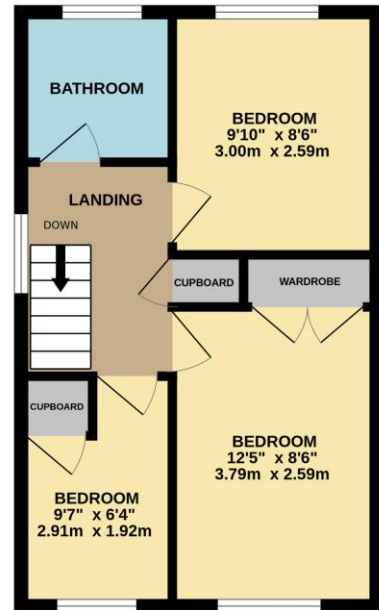 BATHROOM
BEDROOM
9'10" x 8'6"
3.00m x 2.59m
LANDING
DOWN
CUPBOARD
WARDROBE
CUPBOARD
BEDROOM
12'5" x 8'6"
3.79m x 2.59m
BEDROOM
9'7" x 6'4"
2.91m x 1.92m